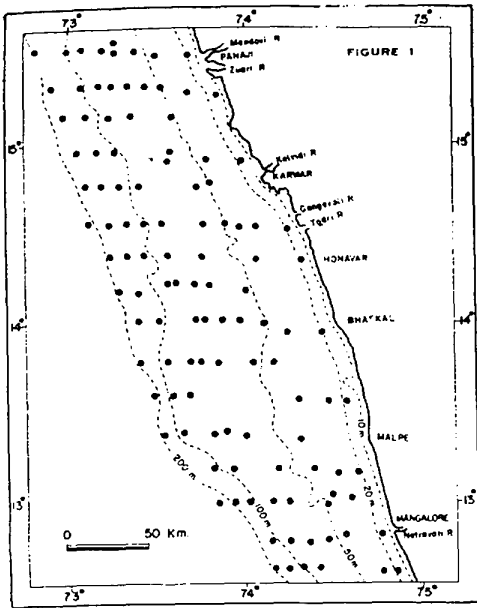 73° 74° 75°
Mandovi R
PANAJI
FIGURE 1
Zuari R
15° 15°
Kalindi R
KARWAR
Gangavali R
Tadri R
HONAVAR
14° 14°
BHATKAL
10 m
MALPE
200 m
100 m
20 m
13° 13°
MANGALORE
Netravati R
0 50 Km.
50 m
73° 74° 75°